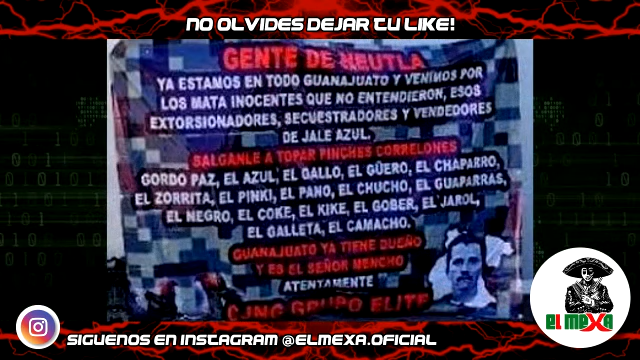 NO OLVIDES DEJAR TU LIKE!
GENTE DE NEUTLA
YA ESTAMOS EN TODO GUANAJUATO Y VENIMOS POR
LOS MATA INOCENTES QUE NO ENTENDIERON, ESOS
EXTORSIONADORES, SECUESTRADORES Y VENDEDORES
DE JALE AZUL.
SALGANLE A TOPAR PINCHES CORRELONES
GORDO PAZ, EL AZUL, EL GALLO, EL GÜERO, EL CHAPARRO,
EL ZORRITA, EL PINKI, EL PANO, EL CHUCHO, EL GUAPARRAS,
EL NEGRO, EL COKE, EL KIKE, EL GOBER, EL JAROL,
EL GALLETA, EL CAMACHO.
GUANAJUATO YA TIENE DUEÑO
Y ES EL SEÑOR MENCHO
ATENTAMENTE
CJNG GRUPO ELITE
EL MEXA
SIGUENOS EN INSTAGRAM @ELMEXA.OFICIAL